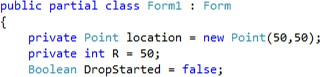 public partial class Form1 : Form
{
private Point location = new Point(50,50);
private int R = 50;
Boolean DropStarted = false;